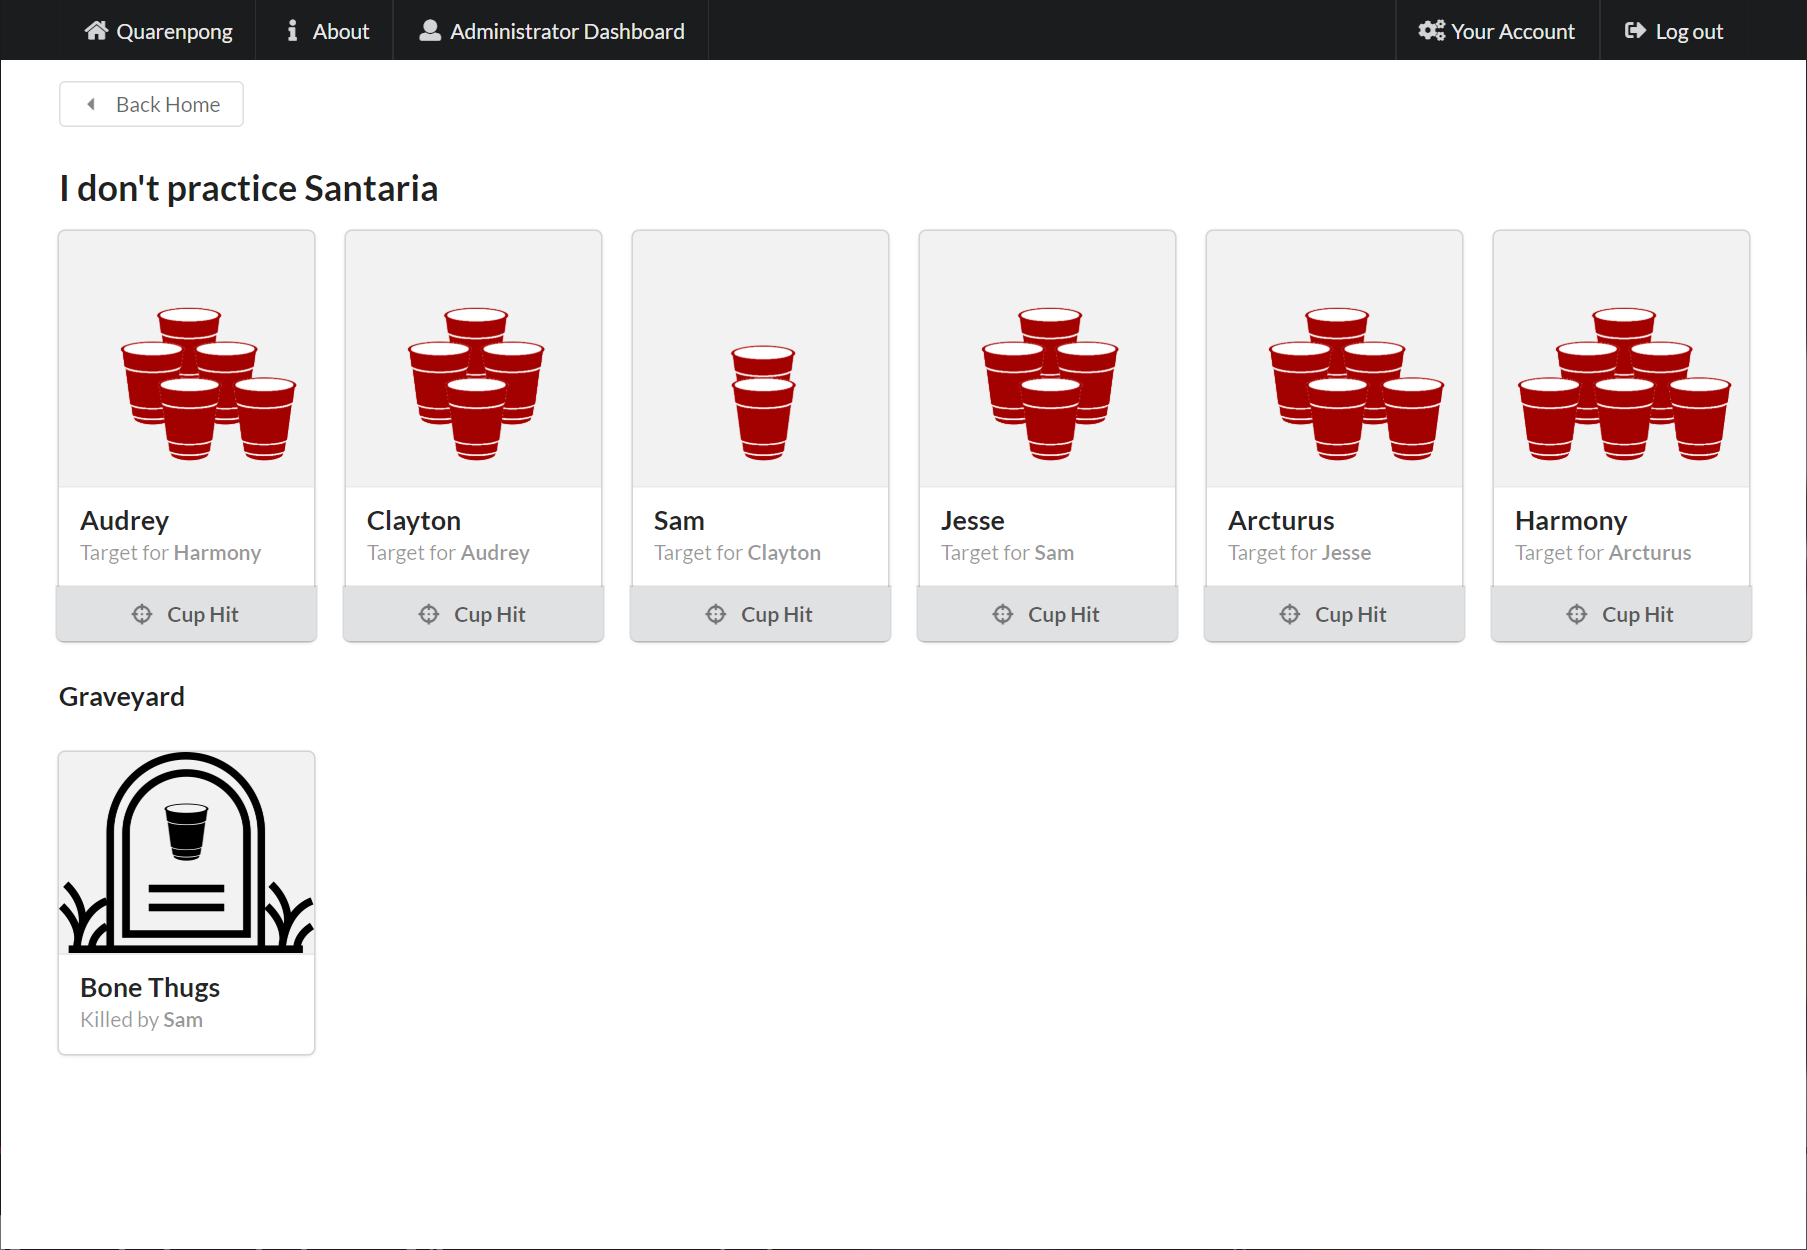 Quarenpong About Administrator Dashboard Your Account Log out
Back Home
I don't practice Santaria
Audrey
Target for Harmony
Cup Hit
Clayton
Target for Audrey
Cup Hit
Sam
Target for Clayton
Cup Hit
Jesse
Target for Sam
Cup Hit
Arcturus
Target for Jesse
Cup Hit
Harmony
Target for Arcturus
Cup Hit
Graveyard
Bone Thugs
Killed by Sam